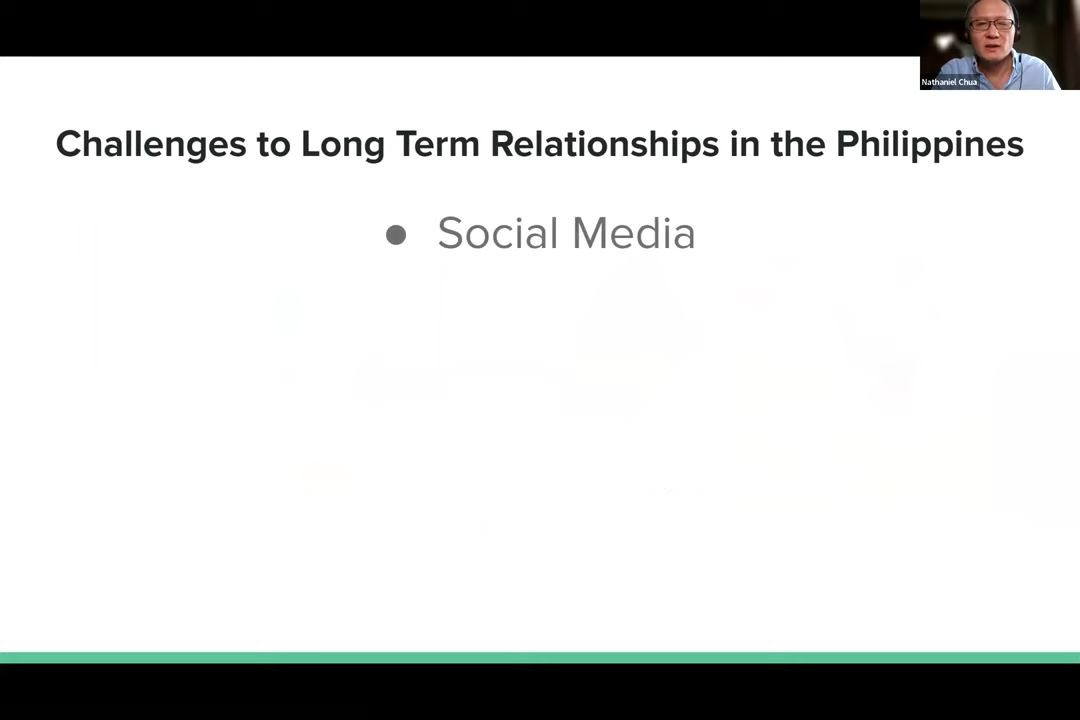 Nathaniel Chua
Challenges to Long Term Relationships in the Philippines
● Social Media